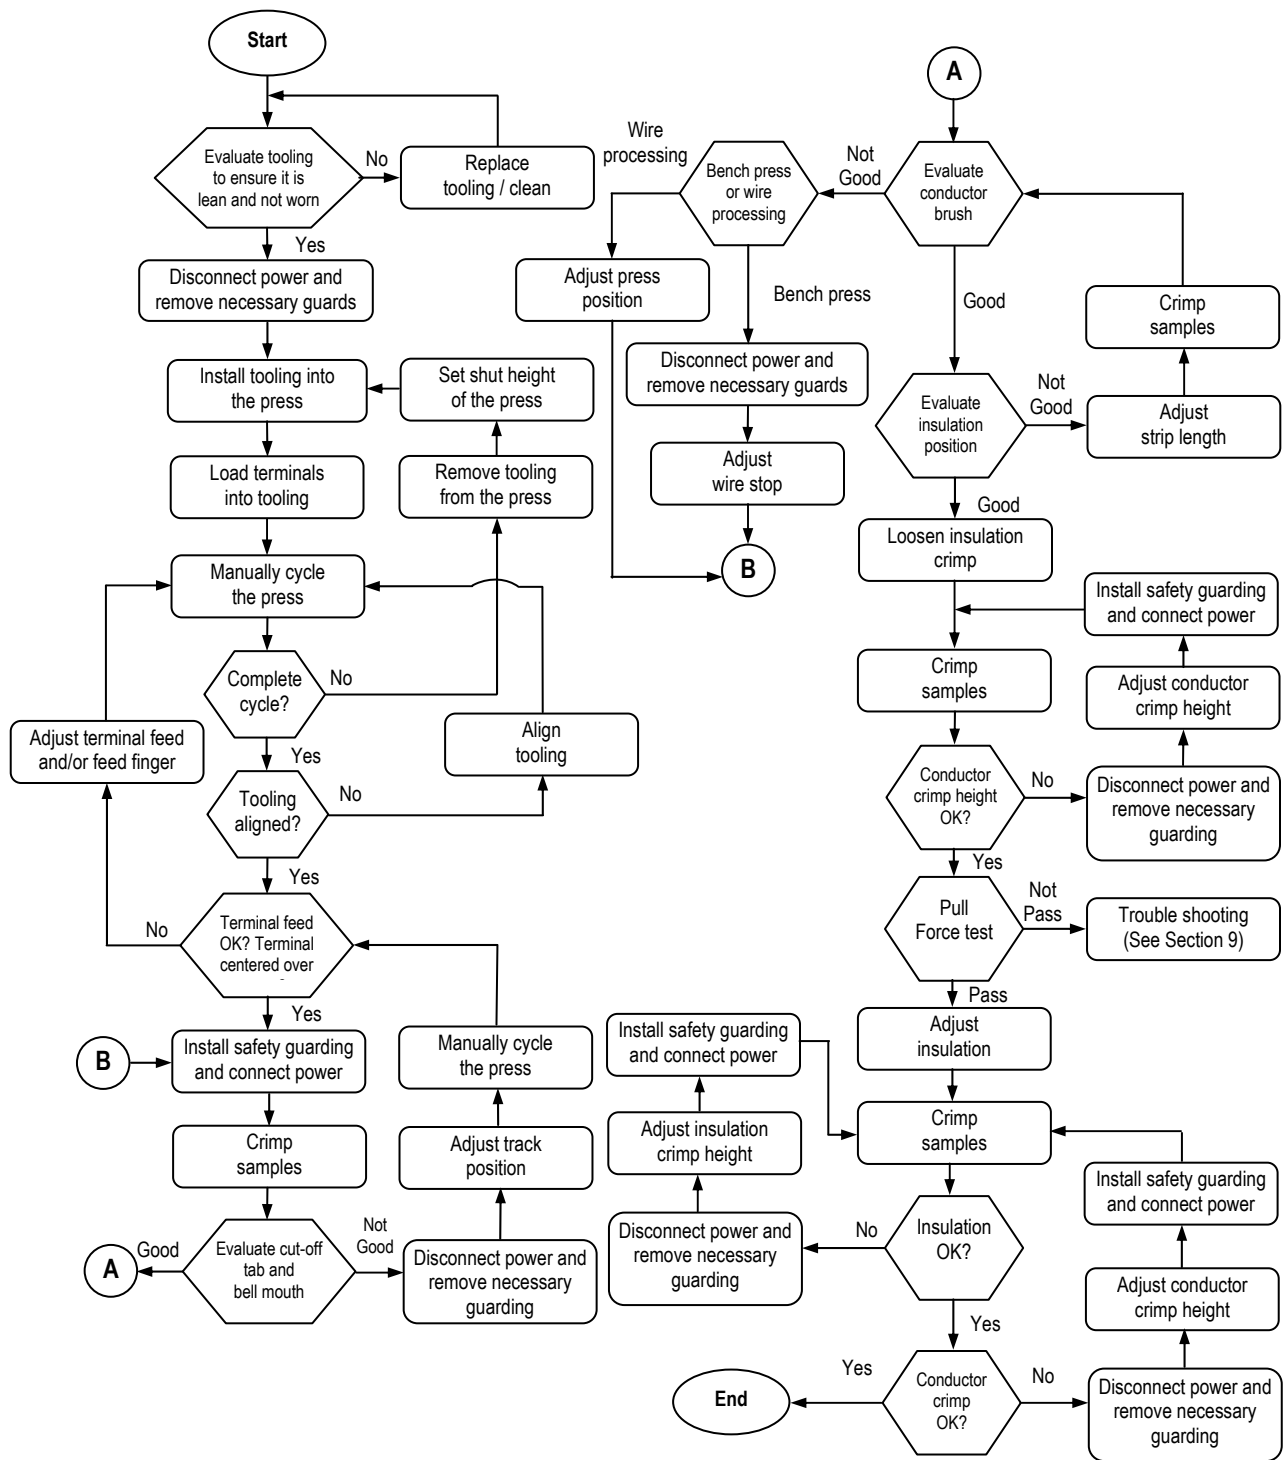 Start
Evaluate tooling
to ensure it is
lean and not worn
No
Replace
tooling / clean
Yes
Disconnect power and
remove necessary guards
Install tooling into
the press
Set shut height
of the press
Load terminals
into tooling
Remove tooling
from the press
Manually cycle
the press
Complete
cycle?
No
Yes
Adjust terminal feed
and/or feed finger
Align
tooling
Tooling
aligned?
No
Yes
Terminal feed
OK? Terminal
centered over
No
Yes
B
Install safety guarding
and connect power
Manually cycle
the press
Crimp
samples
Adjust track
position
A
Good
Evaluate cut-off
tab and
bell mouth
Not
Good
Disconnect power and
remove necessary
guarding
A
Wire
processing
Bench press
or wire
processing
Not
Good
Evaluate
conductor
brush
Adjust press
position
Bench press
Good
Crimp
samples
Disconnect power and
remove necessary guards
Evaluate
insulation
position
Not
Good
Adjust
strip length
Adjust
wire stop
Good
B
Loosen insulation
crimp
Install safety guarding
and connect power
Crimp
samples
Adjust conductor
crimp height
Conductor
crimp height
OK?
No
Disconnect power and
remove necessary
guarding
Yes
Pull
Force test
Not
Pass
Trouble shooting
(See Section 9)
Pass
Adjust
insulation
Install safety guarding
and connect power
Crimp
samples
Adjust insulation
crimp height
Install safety guarding
and connect power
Disconnect power and
remove necessary
guarding
No
Insulation
OK?
Adjust conductor
crimp height
Yes
End
Yes
Conductor
crimp
OK?
No
Disconnect power and
remove necessary
guarding